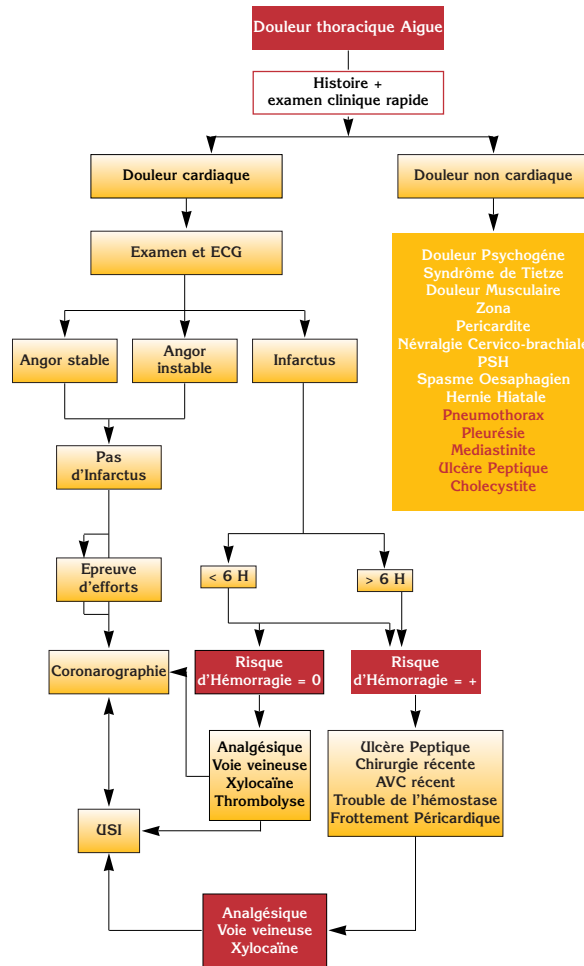 Douleur thoracique Aigue
Histoire +
examen clinique rapide
Douleur cardiaque
Douleur non cardiaque
Examen et ECG
Douleur Psychogéne
Syndrôme de Tietze
Douleur Musculaire
Zona
Pericardite
Névralgie Cervico-brachiale
PSH
Spasme Oesaphagien
Hernie Hiatale
Pneumothorax
Pleurésie
Mediastinite
Ulcère Peptique
Cholecystite
Angor stable
Angor
instable
Infarctus
Pas
d'Infarctus
Epreuve
d'efforts
< 6 H
> 6 H
Coronarographie
Risque
d'Hémorragie = 0
Risque
d'Hémorragie = +
Analgésique
Voie veineuse
Xylocaïne
Thrombolyse
Ulcère Peptique
Chirurgie récente
AVC récent
Trouble de l'hémostase
Frottement Péricardique
USI
Analgésique
Voie veineuse
Xylocaïne